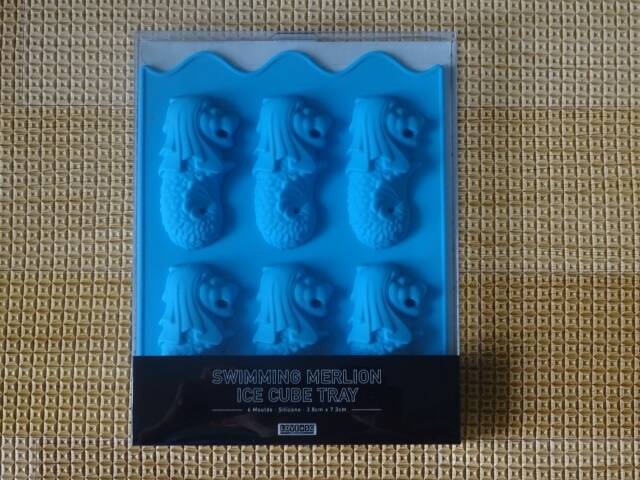 SWIMMING MERLION
ICE CUBE TRAY
6 Moulds · Silicone · 3.8cm x 7.3cm